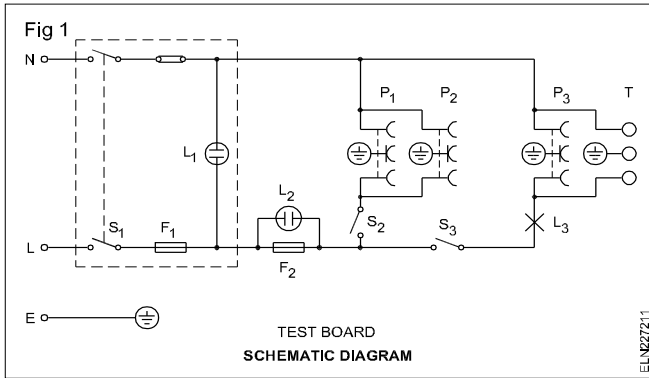 Fig 1
N
P1 P2 P3 T
L1
L2
S1 F1 S2 S3 L3
L
F2
E
TEST BOARD
SCHEMATIC DIAGRAM
ELN227211